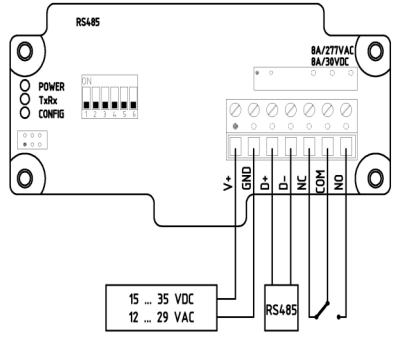 RS485
8A/277VAC
8A/30VDC
POWER
TxRx
CONFIG
ON
1 2 3 4 5 6
V+
GND
D+
D-
NC
COM
NO
15 ... 35 VDC
12 ... 29 VAC
RS485